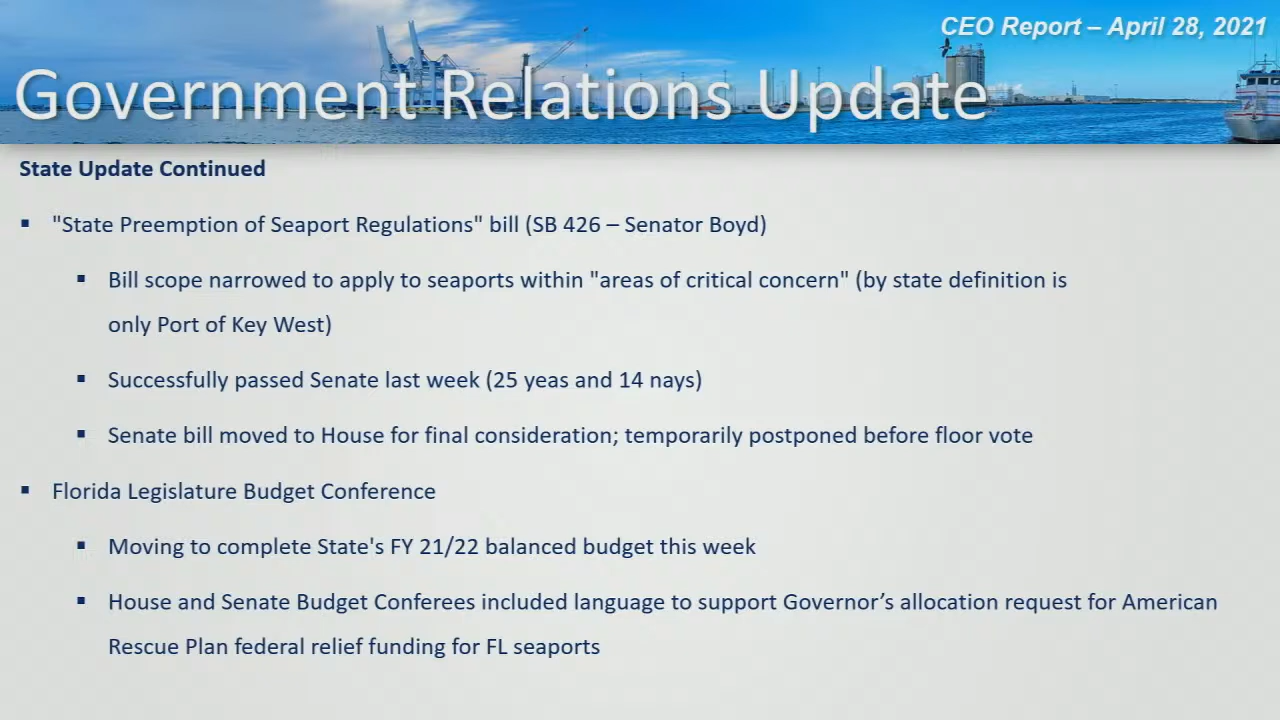 CEO Report – April 28, 2021
Government Relations Update
State Update Continued
▪ "State Preemption of Seaport Regulations" bill (SB 426 – Senator Boyd)
▪ Bill scope narrowed to apply to seaports within "areas of critical concern" (by state definition is
only Port of Key West)
▪ Successfully passed Senate last week (25 yeas and 14 nays)
▪ Senate bill moved to House for final consideration; temporarily postponed before floor vote
▪ Florida Legislature Budget Conference
▪ Moving to complete State's FY 21/22 balanced budget this week
▪ House and Senate Budget Conferees included language to support Governor’s allocation request for American
Rescue Plan federal relief funding for FL seaports